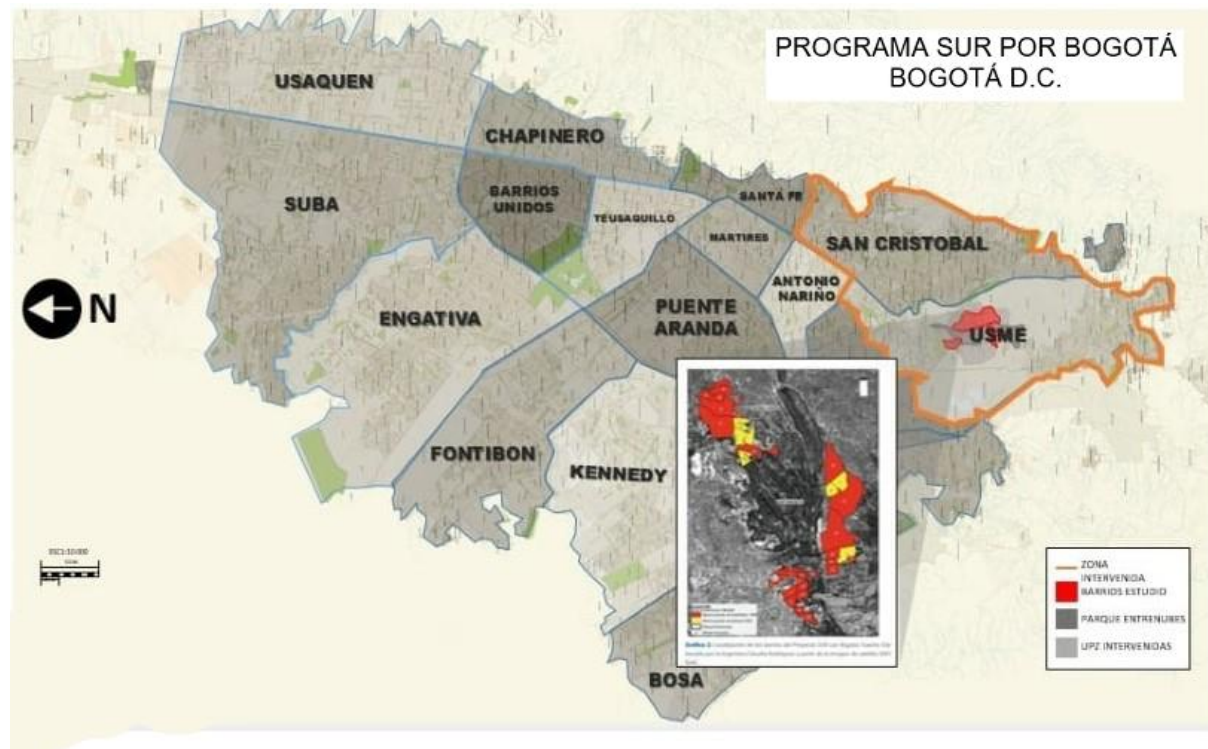 PROGRAMA SUR POR BOGOTÁ
BOGOTÁ D.C.
USAQUEN
CHAPINERO
SUBA
BARRIOS
UNIDOS
TEUSAQUILLO
SANTA FE
MARTIRES
SAN CRISTOBAL
ANTONIO
NARIÑO
N
ENGATIVA
PUENTE
ARANDA
USME
FONTIBON
KENNEDY
BOSA
ZONA
INTERVENIDA
BARRIOS ESTUDIO
PARQUE ENTRENUBES
UPZ INTERVENIDAS